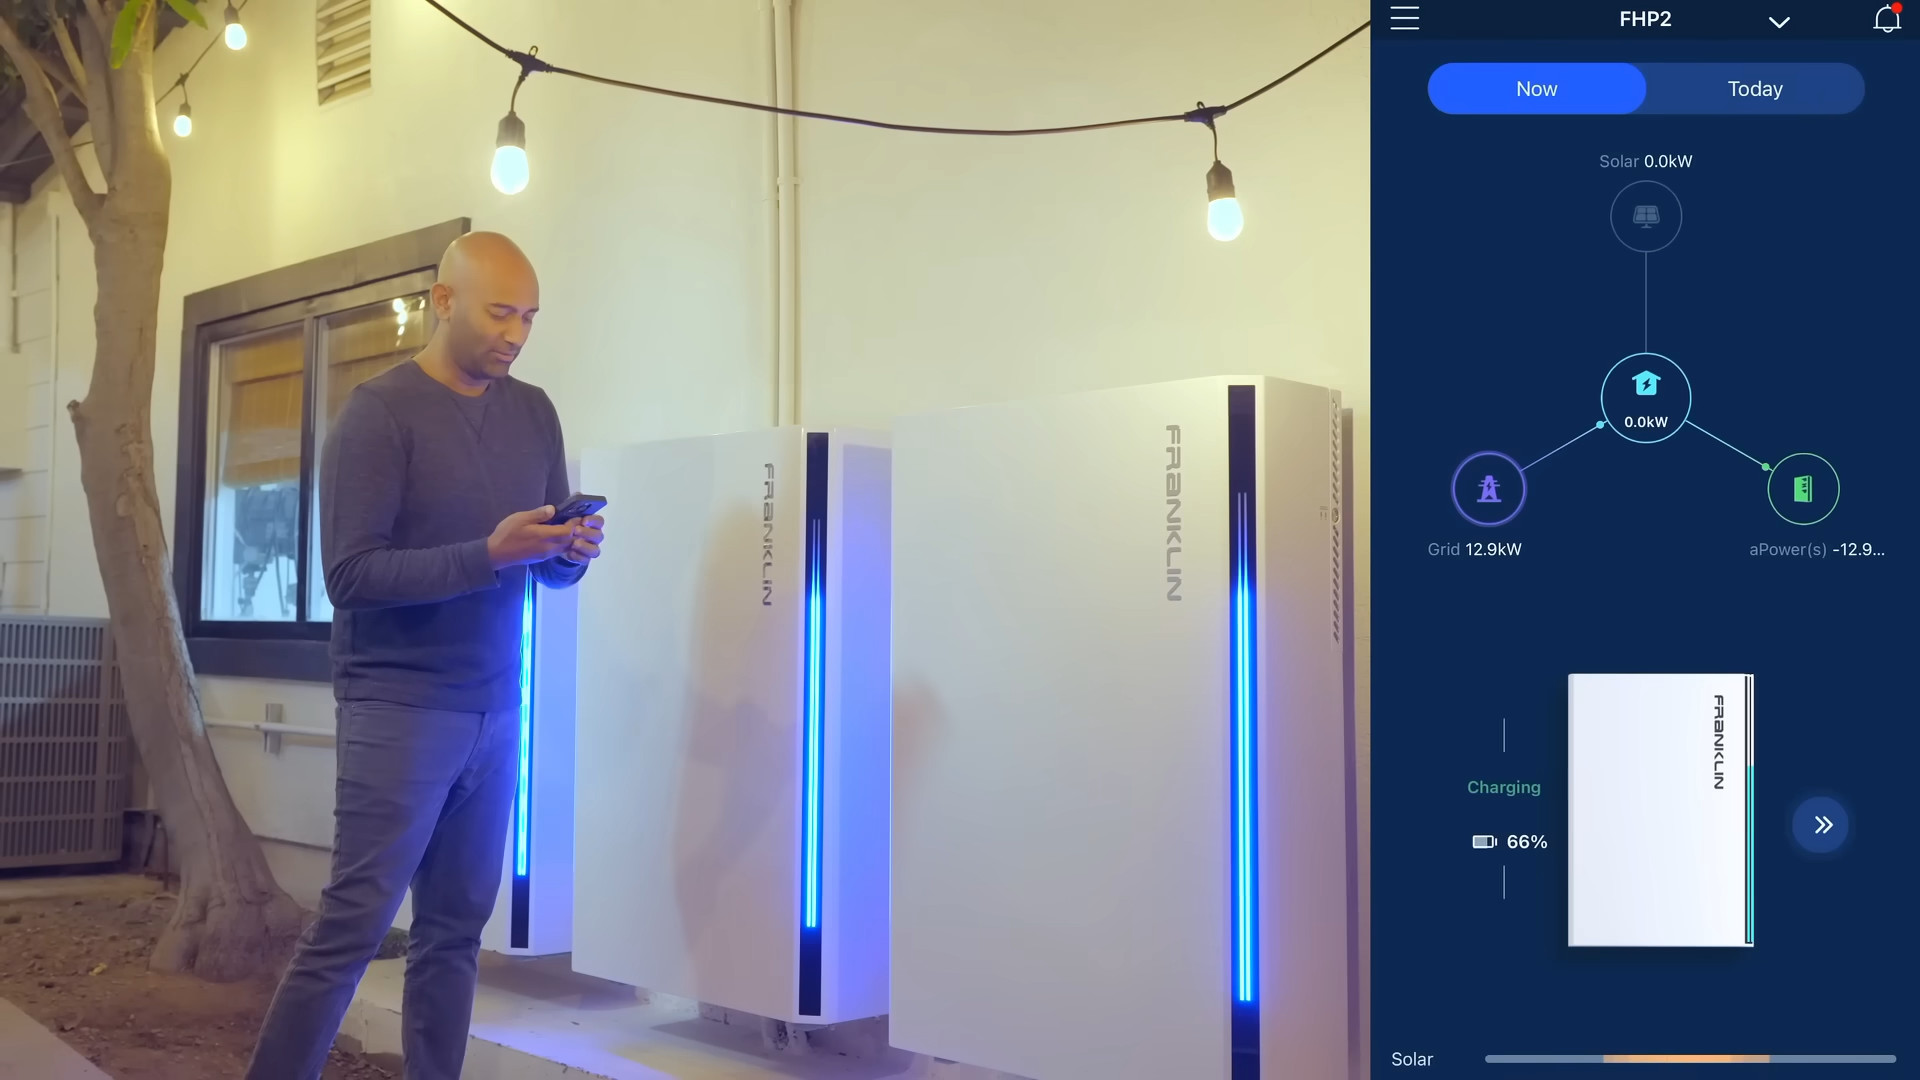 FRANKLIN
FRANKLIN
FHP2
Now
Today
Solar 0.0kW
0.0kW
Grid 12.9kW
aPower(s) -12.9...
FRANKLIN
Charging
66%
Solar